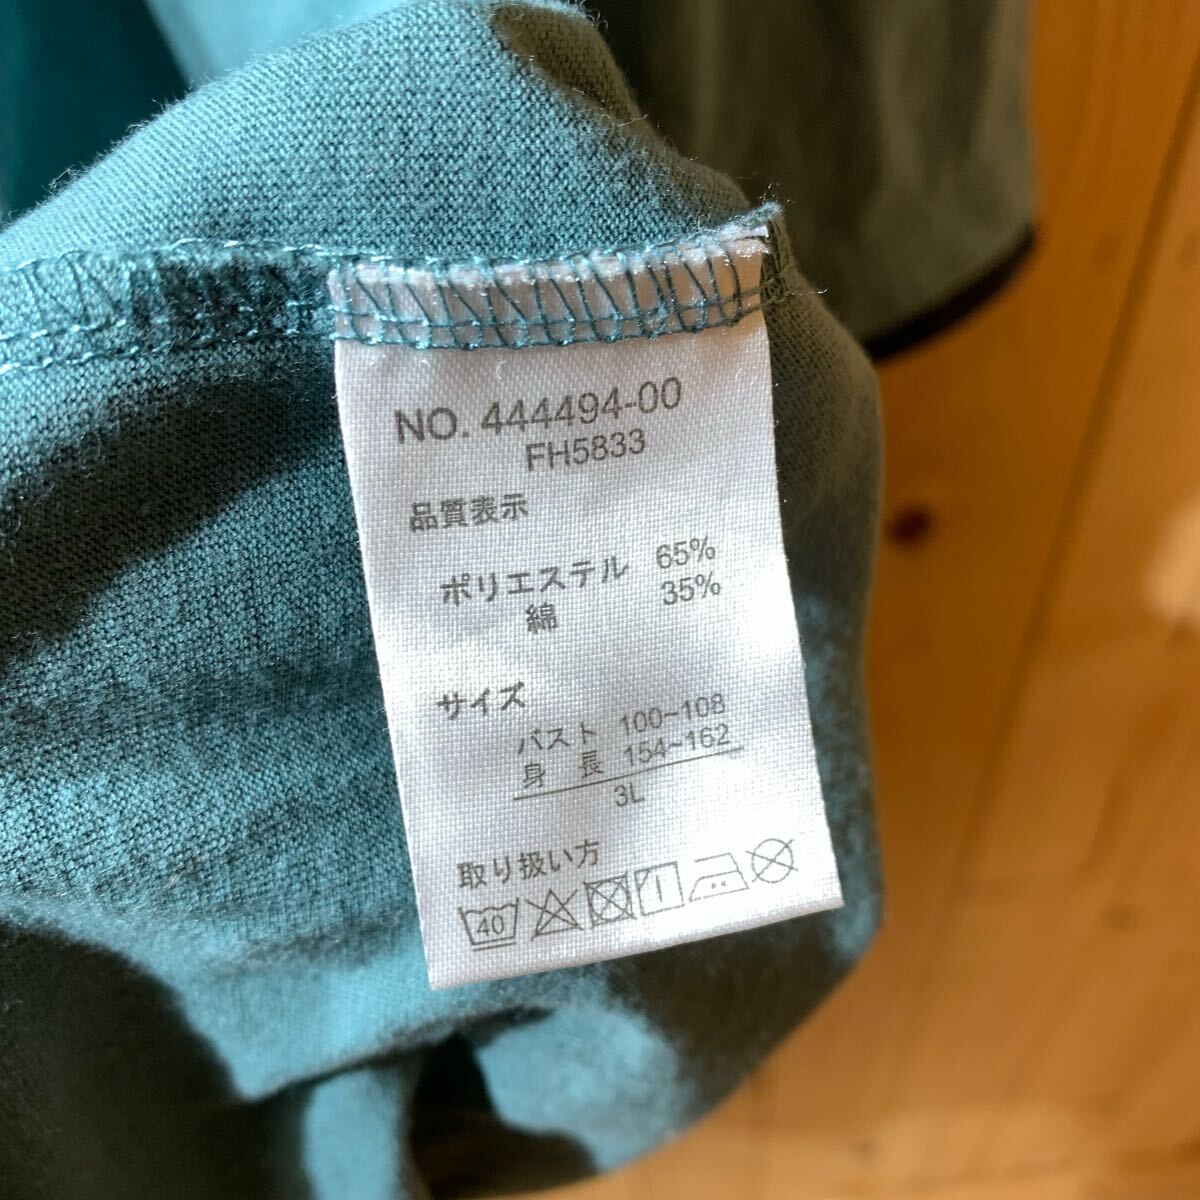 NO. 444494-00
FH5833
品質表示
ポリエステル 65%
綿 35%
サイズ
バスト 100~108
身 長 154~162
3L
取り扱い方
40